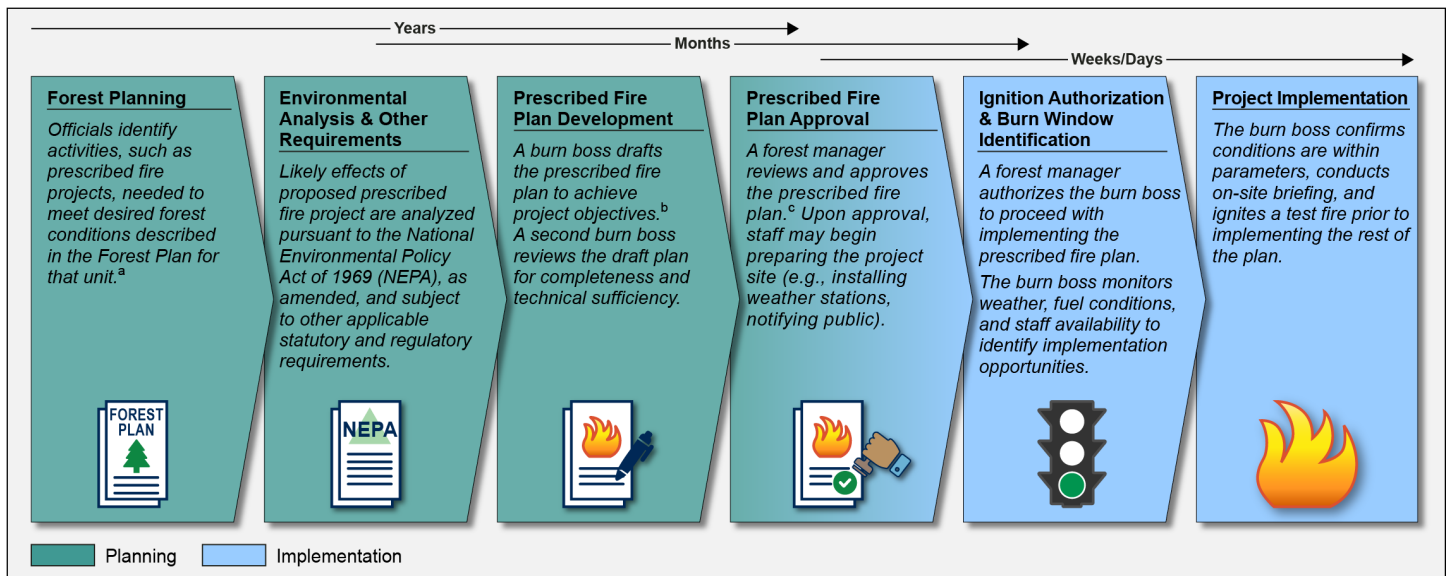 Years
Months
Weeks/Days
Forest Planning
Officials identify
activities, such as
prescribed fire
projects, needed to
meet desired forest
conditions described
in the Forest Plan for
that unit.a
FOREST
PLAN
Environmental
Analysis & Other
Requirements
Likely effects of
proposed prescribed
fire project are analyzed
pursuant to the National
Environmental Policy
Act of 1969 (NEPA), as
amended, and subject
to other applicable
statutory and regulatory
requirements.
NEPA
Prescribed Fire
Plan Development
A burn boss drafts
the prescribed fire
plan to achieve
project objectives.b
A second burn boss
reviews the draft plan
for completeness and
technical sufficiency.
Prescribed Fire
Plan Approval
A forest manager
reviews and approves
the prescribed fire
plan.c Upon approval,
staff may begin
preparing the project
site (e.g., installing
weather stations,
notifying public).
Ignition Authorization
& Burn Window
Identification
A forest manager
authorizes the burn boss
to proceed with
implementing the
prescribed fire plan.
The burn boss monitors
weather, fuel conditions,
and staff availability to
identify implementation
opportunities.
Project Implementation
The burn boss confirms
conditions are within
parameters, conducts
on-site briefing, and
ignites a test fire prior to
implementing the rest of
the plan.
Planning
Implementation